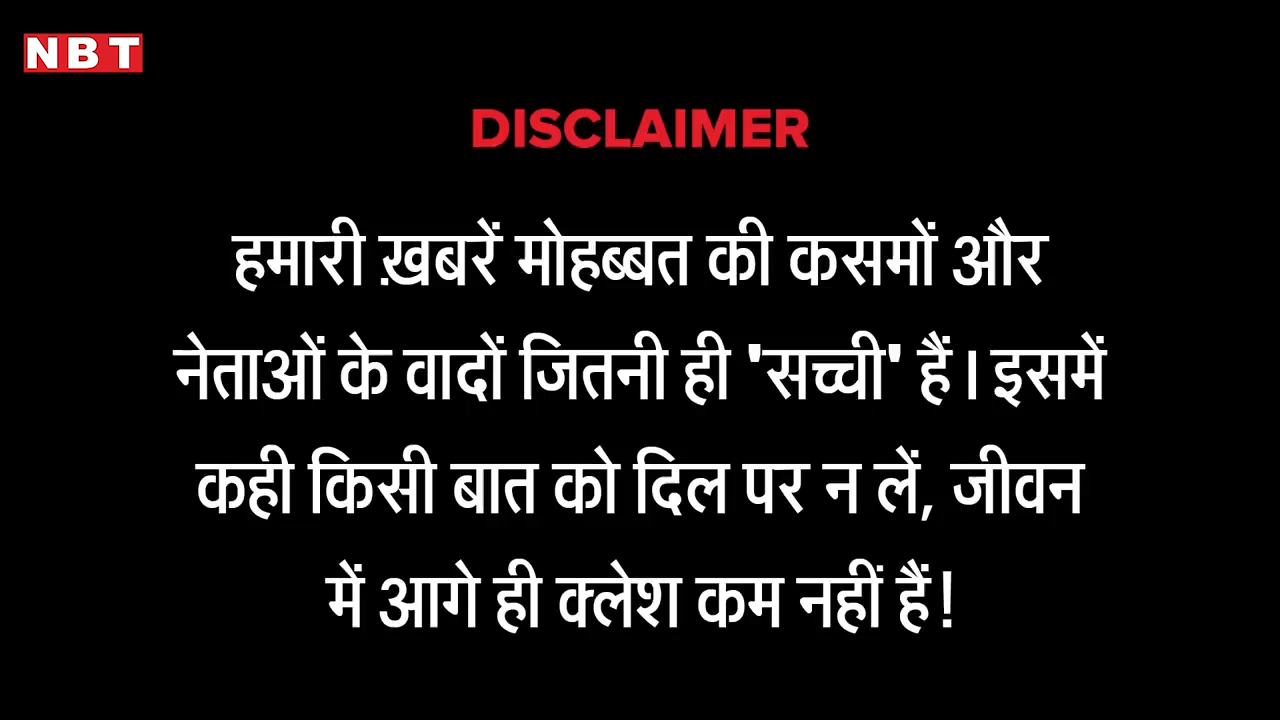 NBT
DISCLAIMER
हमारी ख़बरें मोहब्बत की कसमों और
नेताओं के वादों जितनी ही 'सच्ची' हैं। इसमें
कही किसी बात को दिल पर न लें, जीवन
में आगे ही क्लेश कम नहीं हैं!